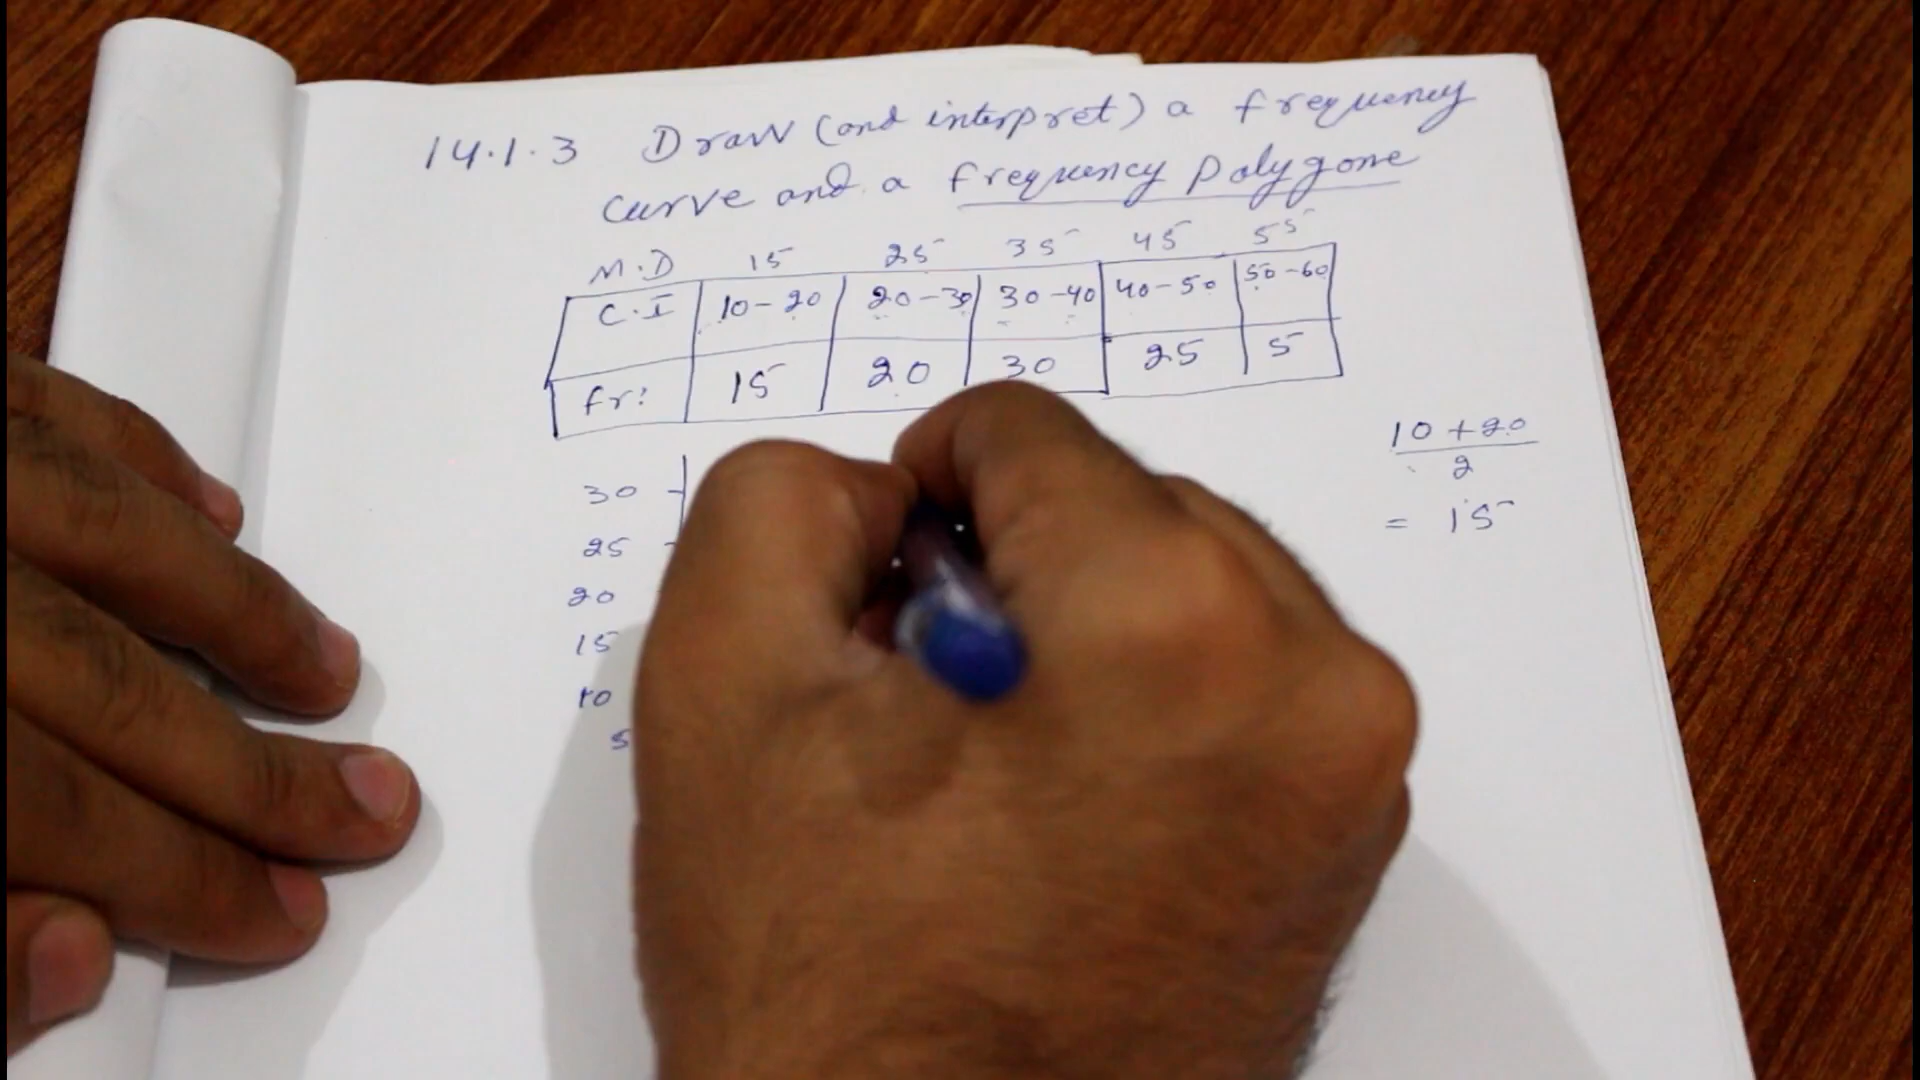 14.1.3 Draw (and interpret) a frequency
curve and a frequency polygone
M.D 15 25 35 45 55
C.I 10-20 20-30 30-40 40-50 50-60
fr: 15 20 30 25 5
10+20
2
= 15
30
25
20
15
10
5